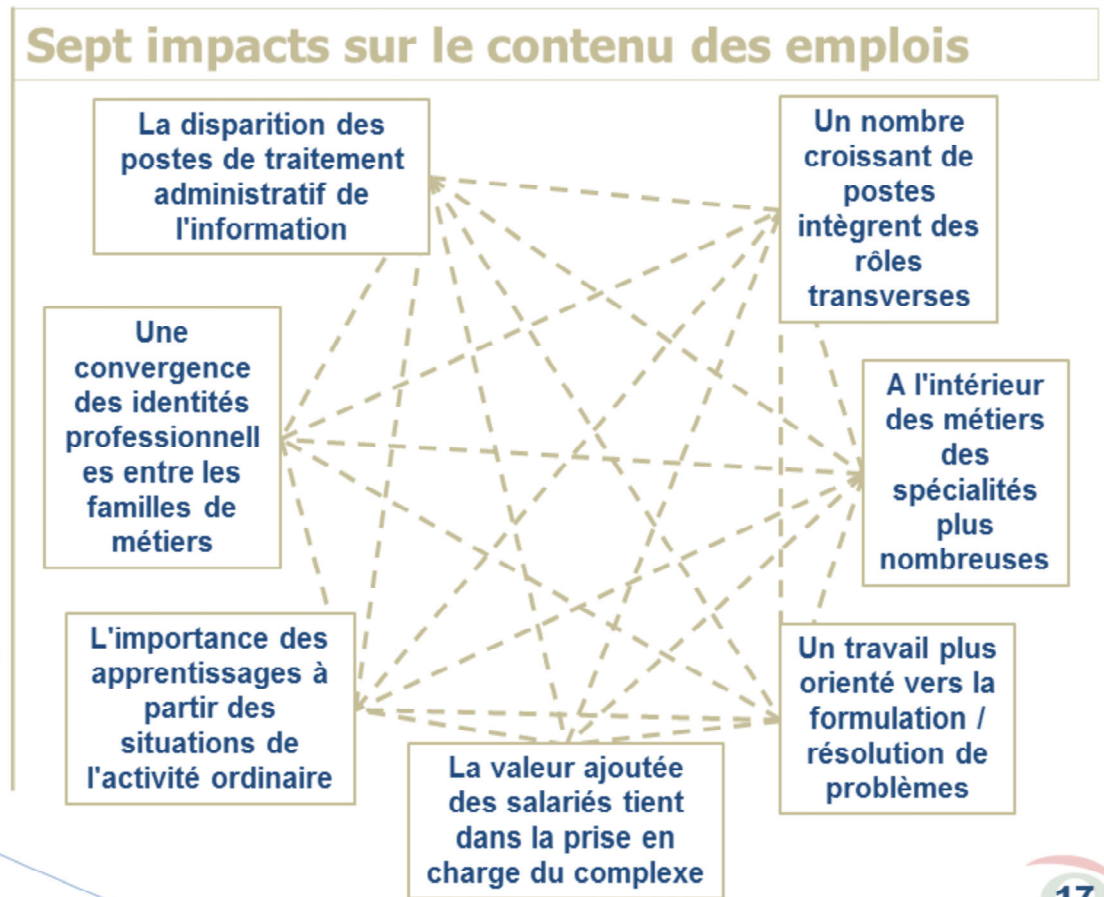 Sept impacts sur le contenu des emplois
La disparition des
postes de traitement
administratif de
l'information
Un nombre
croissant de
postes
intègrent des
rôles
transverses
Une
convergence
des identités
professionnell
es entre les
familles de
métiers
A l'intérieur
des métiers
des
spécialités
plus
nombreuses
L'importance des
apprentissages à
partir des
situations de
l'activité ordinaire
Un travail plus
orienté vers la
formulation /
résolution de
problèmes
La valeur ajoutée
des salariés tient
dans la prise en
charge du complexe
17